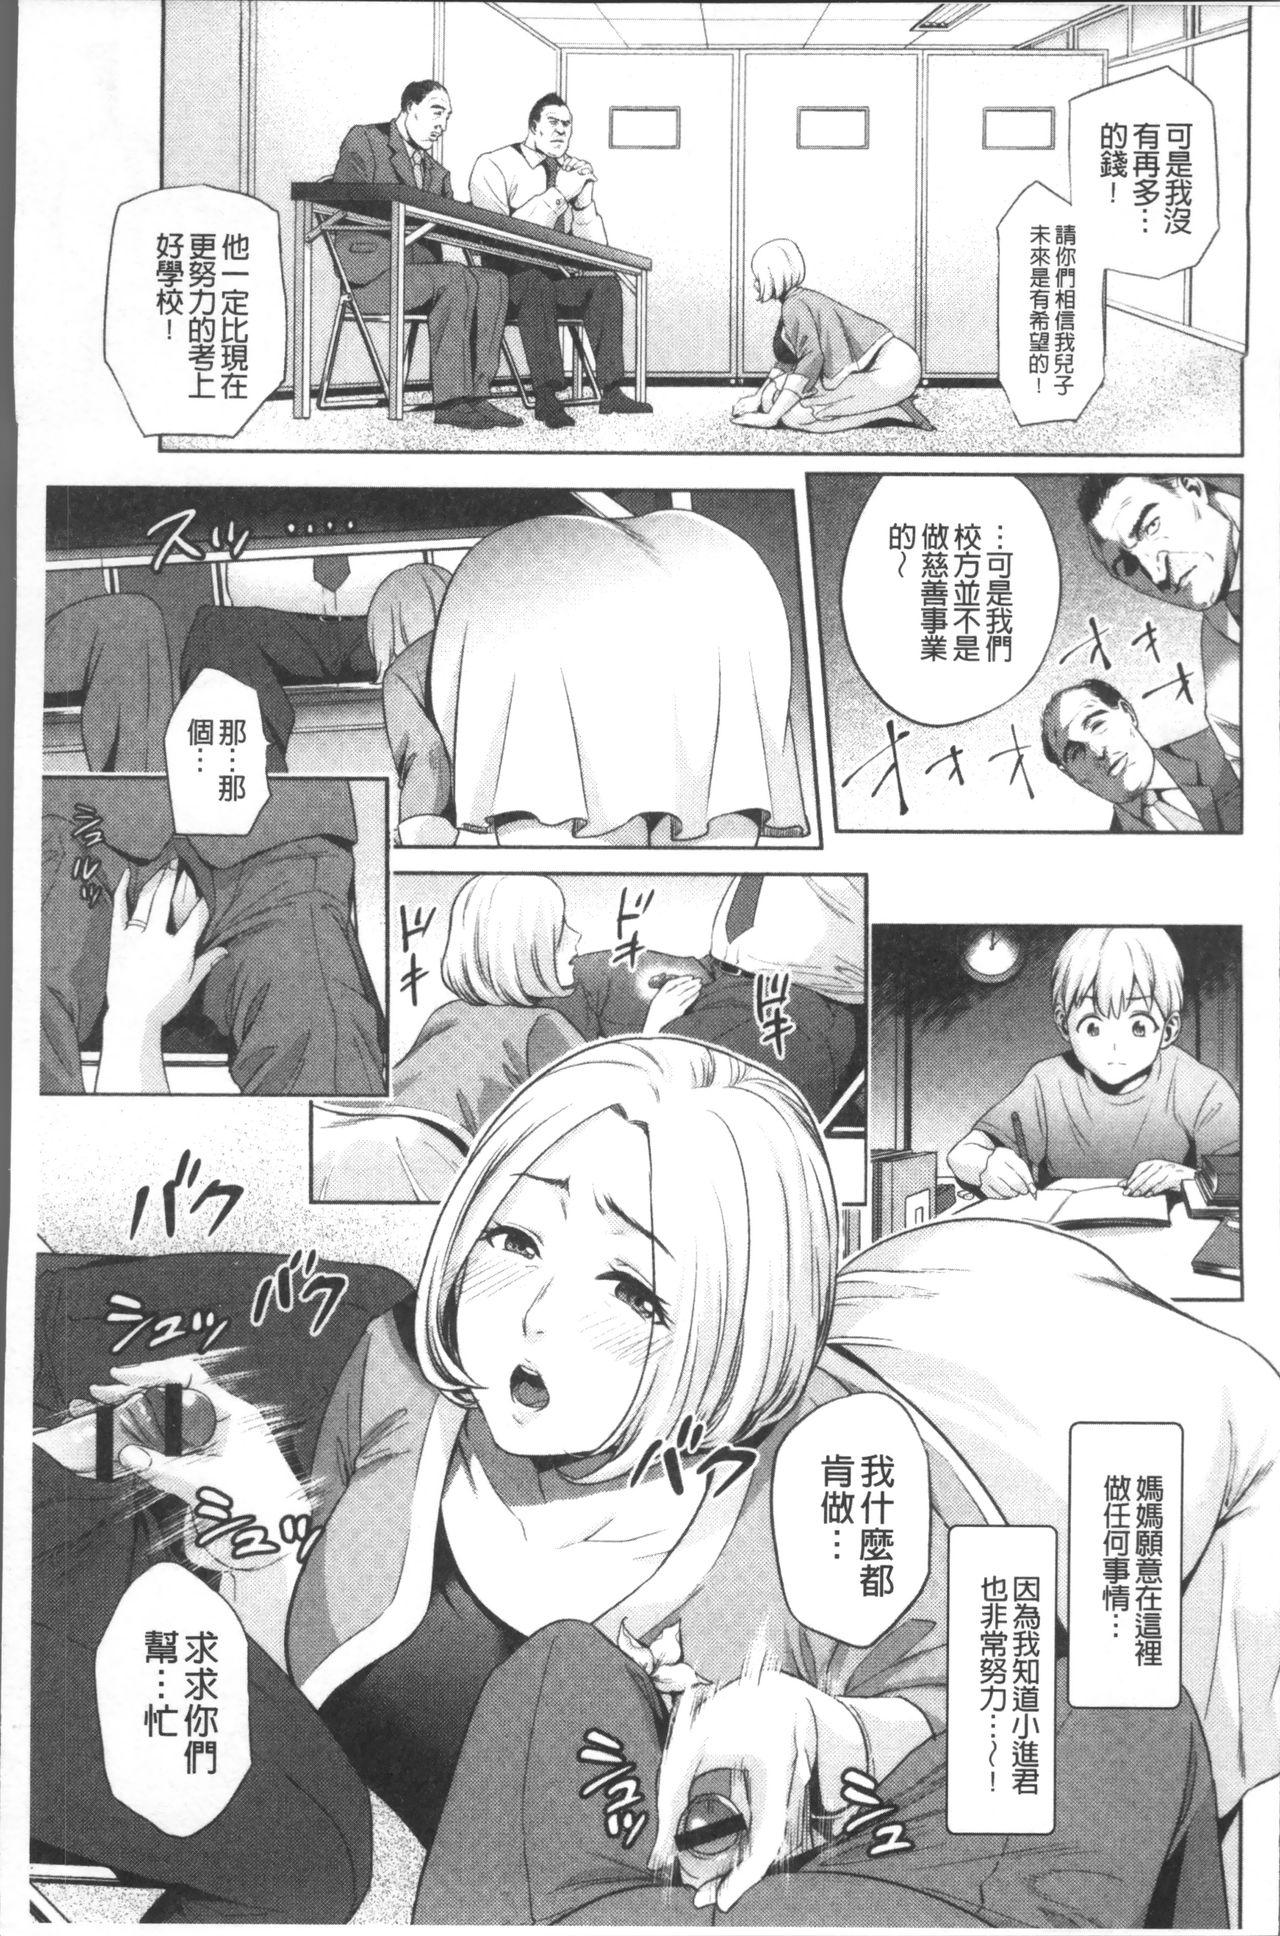 可是我沒
有再多…
的錢！
請你們相信我兒子
未來是有希望的！
他一定比現在
更努力的考上
好學校！
…可是我們
校方並不是
做慈善事業
的～
オオオ
オオオ
スッ
‥‥
那…那
個…
シュ
ルッ
ドキ
ドキ
ドキ
バク
バク
バク
シュッ
シュッ
我什麼都
肯做…
求求你們
幫…忙
媽媽願意在這裡
做任何事情…
因為我知道小進君
也非常努力…～！
シュッ
シュッ